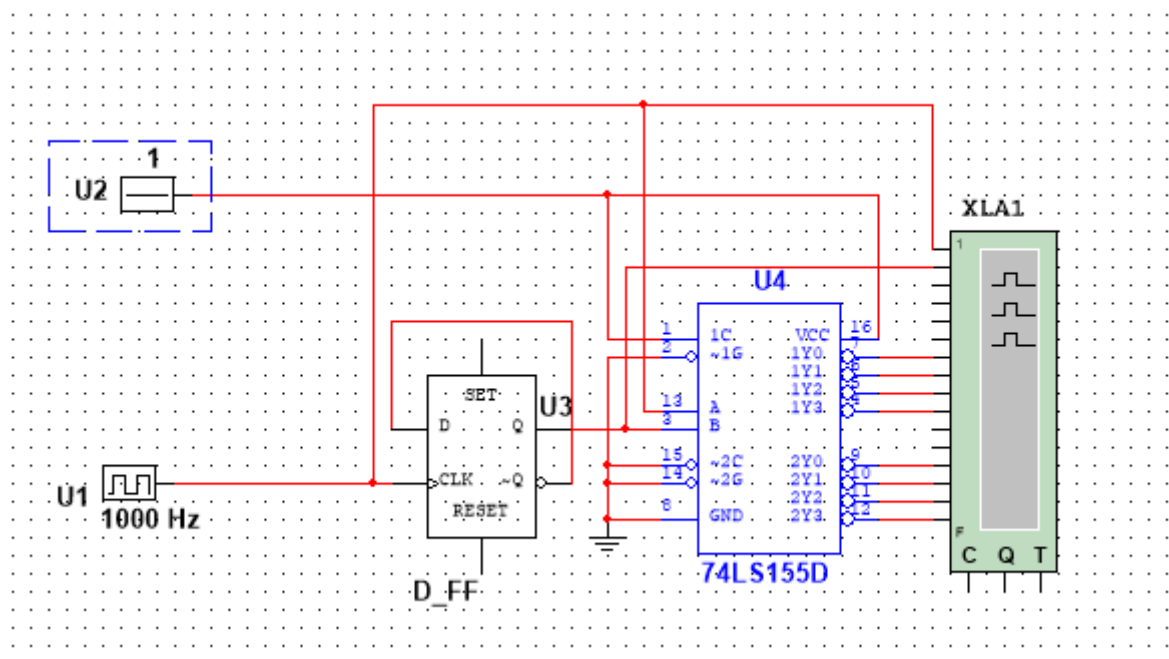 1
U2
XLA1
1
U4
1 1C VCC 16
2 ~1G 1Y0 7
1Y1 6
1Y2 5
13 A 1Y3 4
3 B
SET
U3
D Q
15 ~2C 2Y0 9
14 ~2G 2Y1 10
CLK ~Q
2Y2 11
8 GND 2Y3 12
RESET
U1
1000 Hz
F
C Q T
74LS155D
D_FF